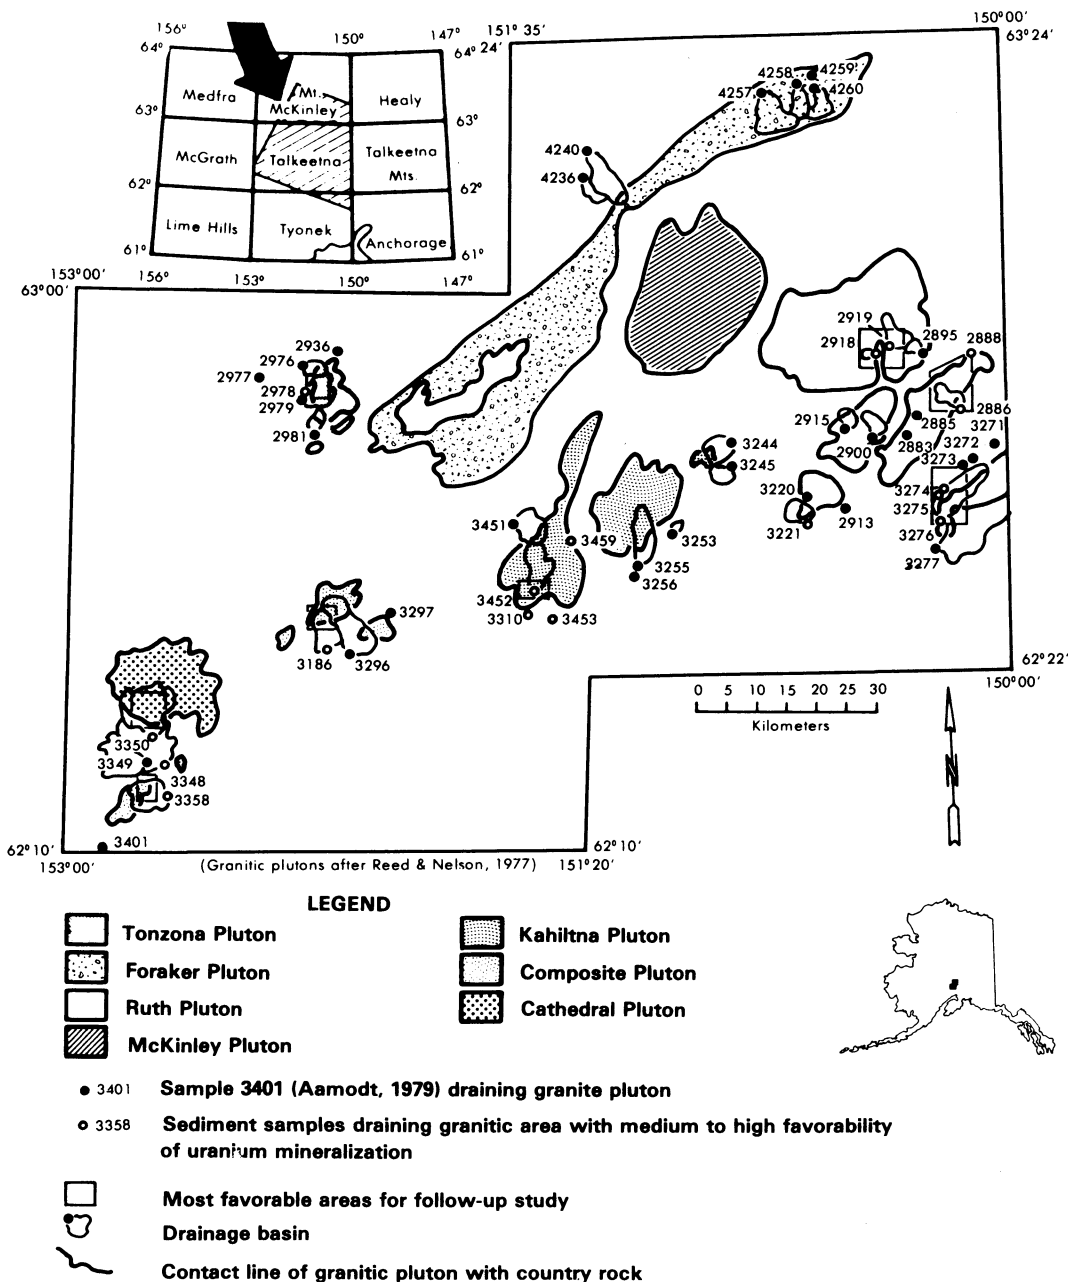 156° 150° 147°
64° 64°
Medfra Mt. McKinley Healy
63° 63°
McGrath Talkeetna Talkeetna Mts.
62° 62°
Lime Hills Tyonek Anchorage
61° 61°
156° 153° 150° 147°
151° 35' 150°00'
24' 63°24'
153°00'
63°00'
4258 4259
4257 4260
4240
4236
2919
2918 2895 2888
2936
2976
2977
2978
2979
2981
2886
2915 2885 3271
2900 2883 3272
3273
3244
3245
3220 3274
3221 2913 3275
3276
3277
3451 3459 3253
3255
3256
3452
3310 3453
3297
3186 3296
62°22'
150°00'
0 5 10 15 20 25 30
Kilometers
N
3350
3349
3348
3358
3401
62°10' 62°10'
153°00' (Granitic plutons after Reed & Nelson, 1977) 151°20'
LEGEND
Tonzona Pluton
Foraker Pluton
Ruth Pluton
McKinley Pluton
Kahiltna Pluton
Composite Pluton
Cathedral Pluton
3401 Sample 3401 (Aamodt, 1979) draining granite pluton
3358 Sediment samples draining granitic area with medium to high favorability
of uranium mineralization
Most favorable areas for follow-up study
Drainage basin
Contact line of granitic pluton with country rock